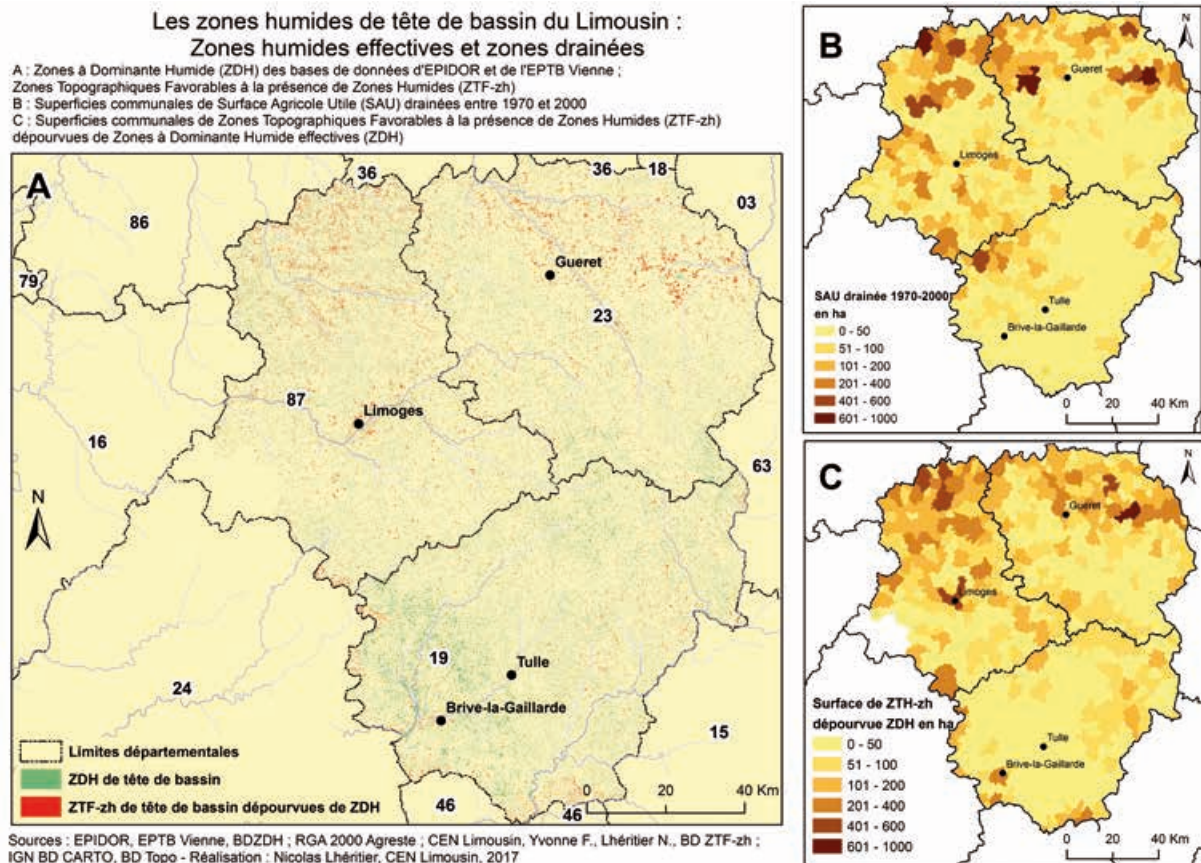 Les zones humides de tête de bassin du Limousin :
Zones humides effectives et zones drainées
A : Zones à Dominante Humide (ZDH) des bases de données d'EPIDOR et de l'EPTB Vienne ;
Zones Topographiques Favorables à la présence de Zones Humides (ZTF-zh)
B : Superficies communales de Surface Agricole Utile (SAU) drainées entre 1970 et 2000
C : Superficies communales de Zones Topographiques Favorables à la présence de Zones Humides (ZTF-zh)
dépourvues de Zones à Dominante Humide effectives (ZDH)
A
36
36
18
86
03
79
Gueret
23
87
Limoges
16
63
N
19
Tulle
24
Brive-la-Gaillarde
15
Limites départementales
ZDH de tête de bassin
ZTF-zh de tête de bassin dépourvues de ZDH
46
46
0 20 40 Km
Sources : EPIDOR, EPTB Vienne, BDZDH ; RGA 2000 Agreste ; CEN Limousin, Yvonne F., Lhéritier N., BD ZTF-zh ;
IGN BD CARTO, BD Topo - Réalisation : Nicolas Lhéritier, CEN Limousin, 2017
B
N
Gueret
Limoges
SAU drainée 1970-2000
en ha
0 - 50
51 - 100
101 - 200
201 - 400
401 - 600
601 - 1000
Tulle
Brive-la-Gaillarde
0 20 40 Km
C
N
Gueret
Limoges
Surface de ZTH-zh
dépourvue ZDH en ha
0 - 50
51 - 100
101 - 200
201 - 400
401 - 600
601 - 1000
Tulle
Brive-la-Gaillarde
0 20 40 Km